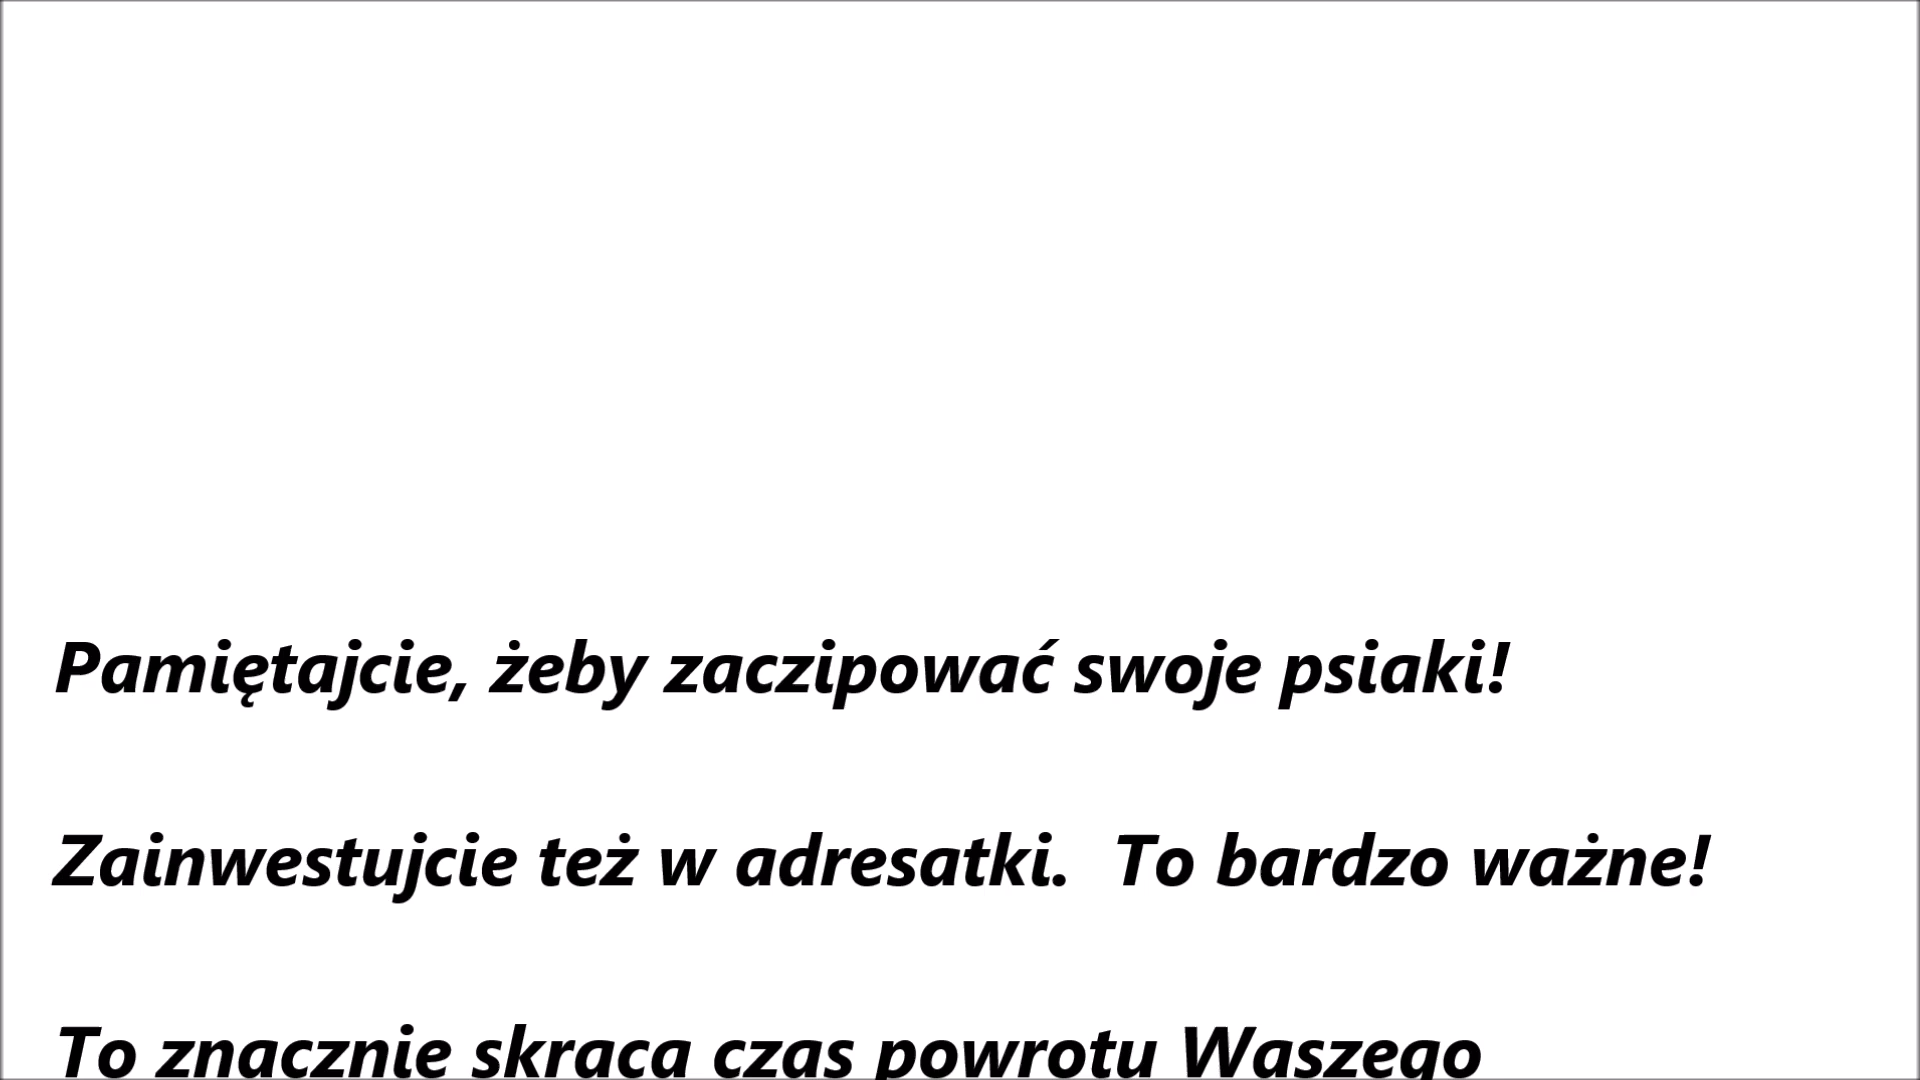 Pamiętajcie, żeby zaczipować swoje psiaki!
Zainwestujcie też w adresatki.  To bardzo ważne!
To znacznie skraca czas powrotu Waszego